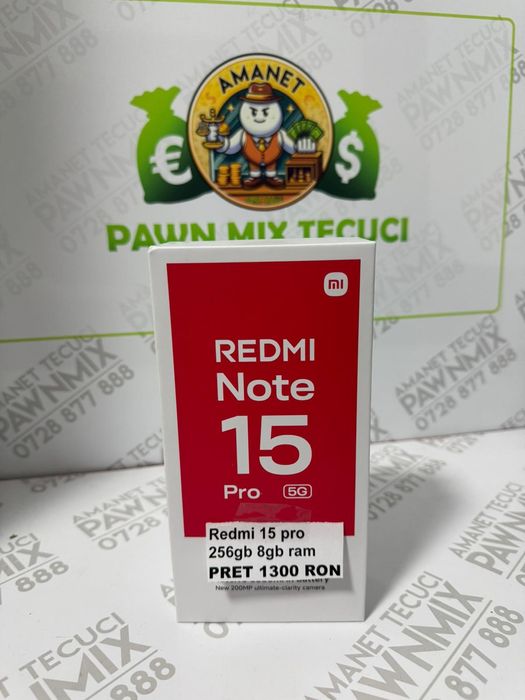 AMANET
€
$
PAWN MIX TECUCI
mi
REDMI
Note
15
Pro 5G
Redmi 15 pro
256gb 8gb ram
PRET 1300 RON
New 200MP ultimate-clarity camera
AMANET TECUCI
PAWNMIX
0728 877 888